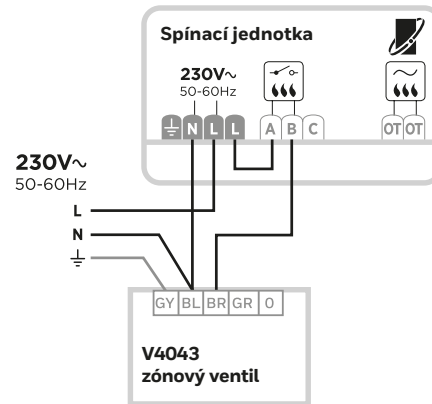 Spínací jednotka
230V~
50-60Hz
N L L A B C OT OT
230V~
50-60Hz
L
N
GY BL BR GR O
V4043
zónový ventil